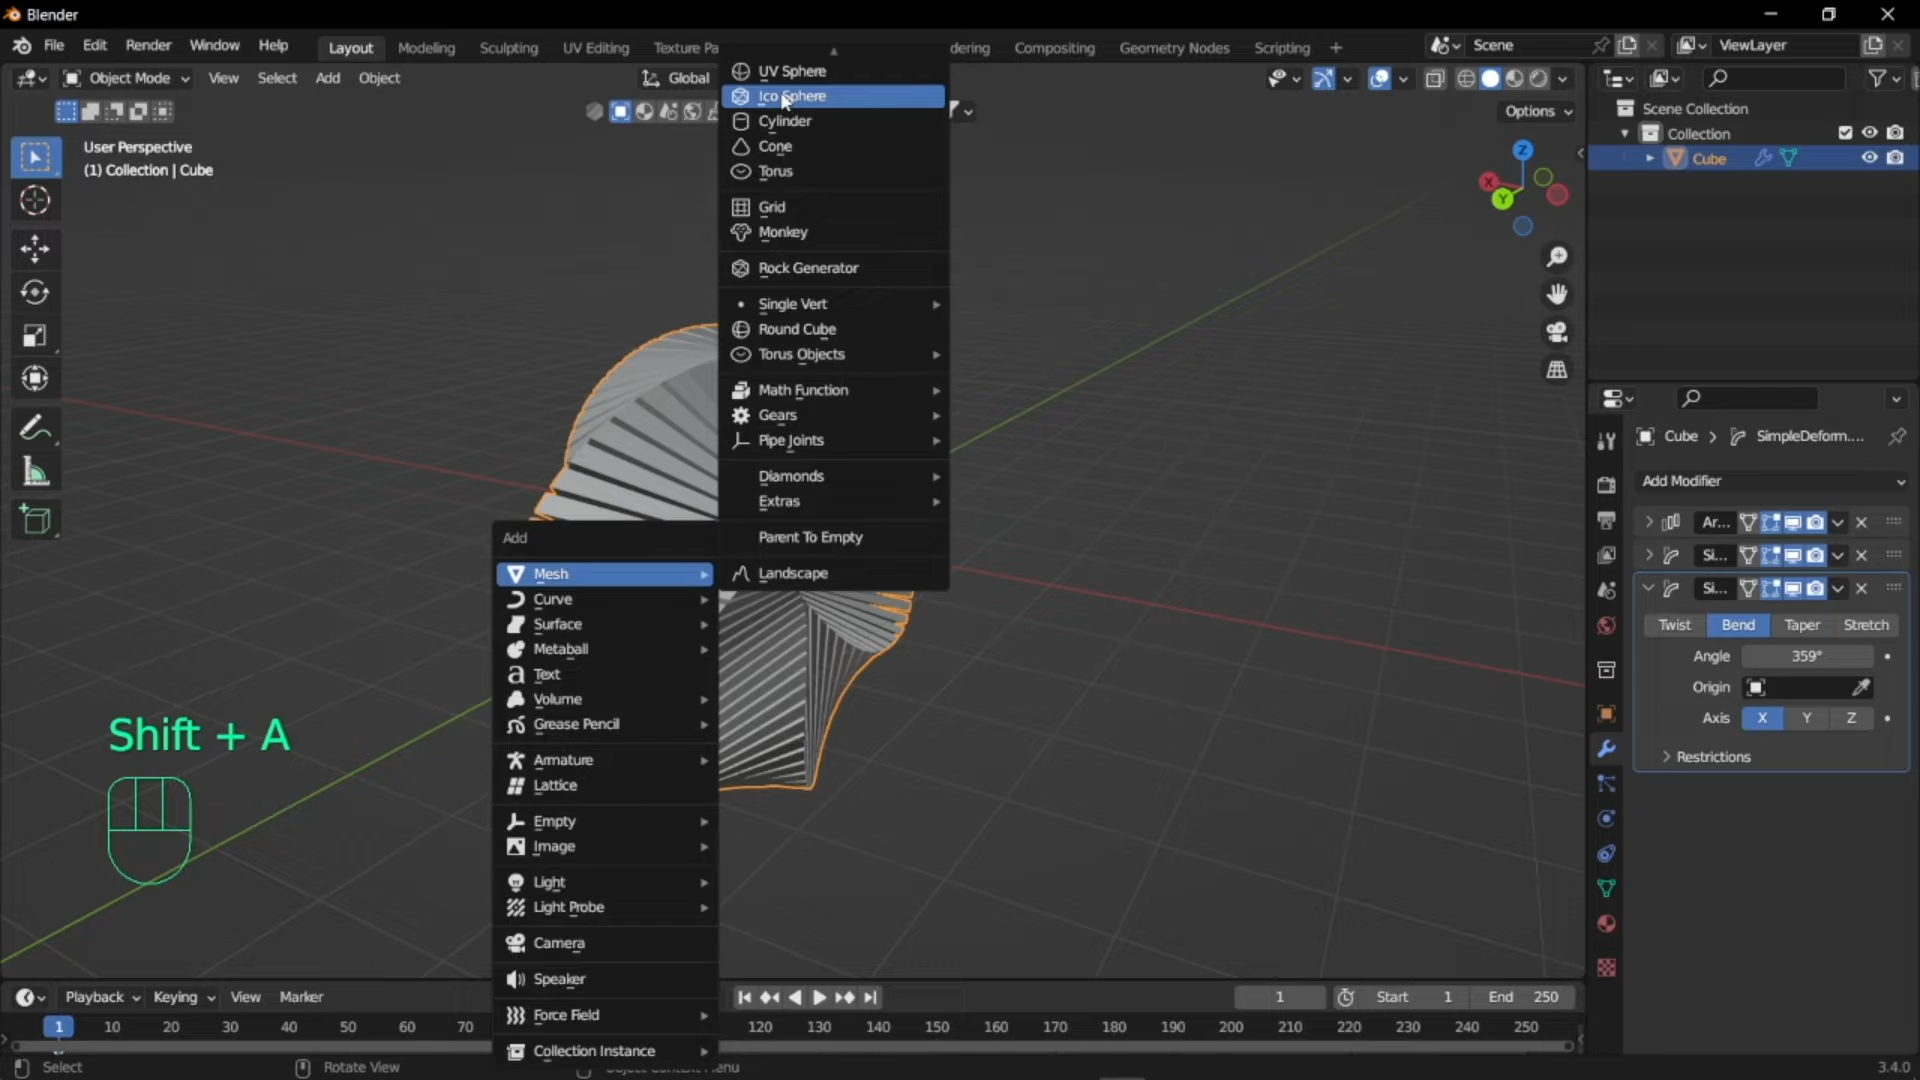 Blender
File Edit Render Window Help Layout Modeling Sculpting UV Editing Texture Pa dering Compositing Geometry Nodes Scripting + Scene ViewLayer
Object Mode View Select Add Object Global
Options
User Perspective
(1) Collection | Cube
Z
X
Y
Scene Collection
Collection
Cube
UV Sphere
Ico Sphere
Cylinder
Cone
Torus
Grid
Monkey
Rock Generator
Single Vert
Round Cube
Torus Objects
Math Function
Gears
Pipe Joints
Diamonds
Extras
Parent To Empty
Landscape
Add
Mesh
Curve
Surface
Metaball
Text
Volume
Grease Pencil
Armature
Lattice
Empty
Image
Light
Light Probe
Camera
Speaker
Force Field
Collection Instance
Shift + A
Cube > SimpleDeform....
Add Modifier
Ar...
Si...
Si...
Twist Bend Taper Stretch
Angle 359°
Origin
Axis X Y Z
Restrictions
Playback Keying View Marker 1 Start 1 End 250
1 10 20 30 40 50 60 70 120 130 140 150 160 170 180 190 200 210 220 230 240 250
Select Rotate View 3.4.0